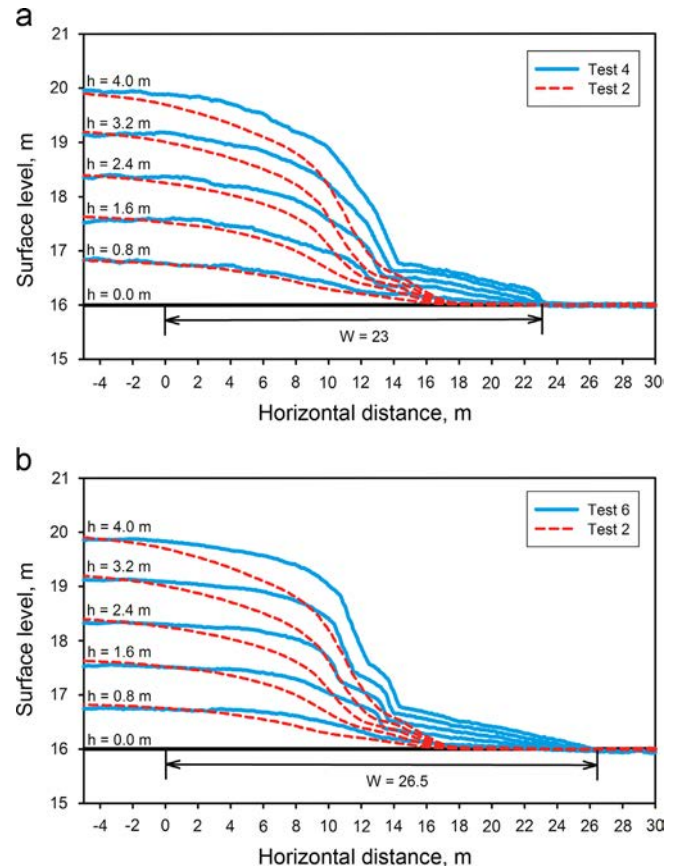 a
21
20
19
18
17
16
15
Surface level, m
h = 4.0 m
h = 3.2 m
h = 2.4 m
h = 1.6 m
h = 0.8 m
h = 0.0 m
Test 4
Test 2
W = 23
-4 -2 0 2 4 6 8 10 12 14 16 18 20 22 24 26 28 30
Horizontal distance, m
b
21
20
19
18
17
16
15
Surface level, m
h = 4.0 m
h = 3.2 m
h = 2.4 m
h = 1.6 m
h = 0.8 m
h = 0.0 m
Test 6
Test 2
W = 26.5
-4 -2 0 2 4 6 8 10 12 14 16 18 20 22 24 26 28 30
Horizontal distance, m